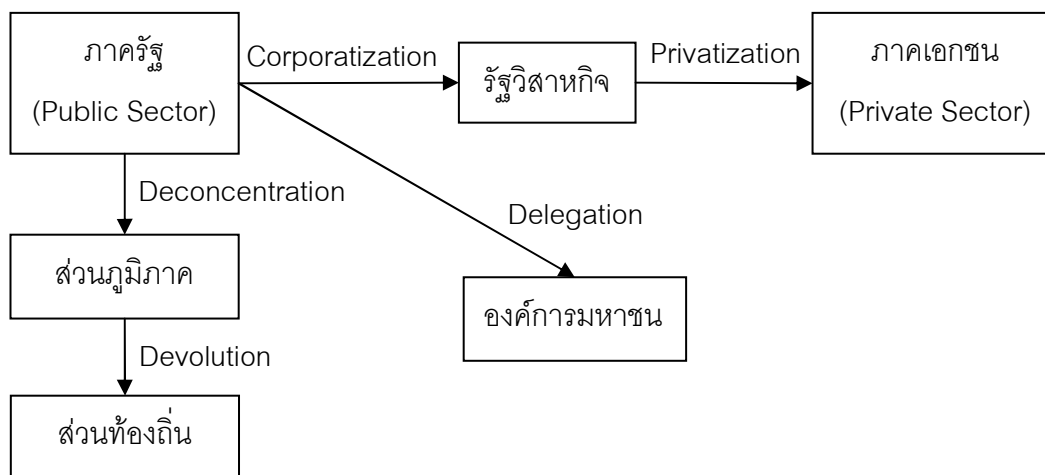 ภาครัฐ
(Public Sector)
Corporatization
รัฐวิสาหกิจ
Privatization
ภาคเอกชน
(Private Sector)
Deconcentration
Delegation
ส่วนภูมิภาค
องค์การมหาชน
Devolution
ส่วนท้องถิ่น